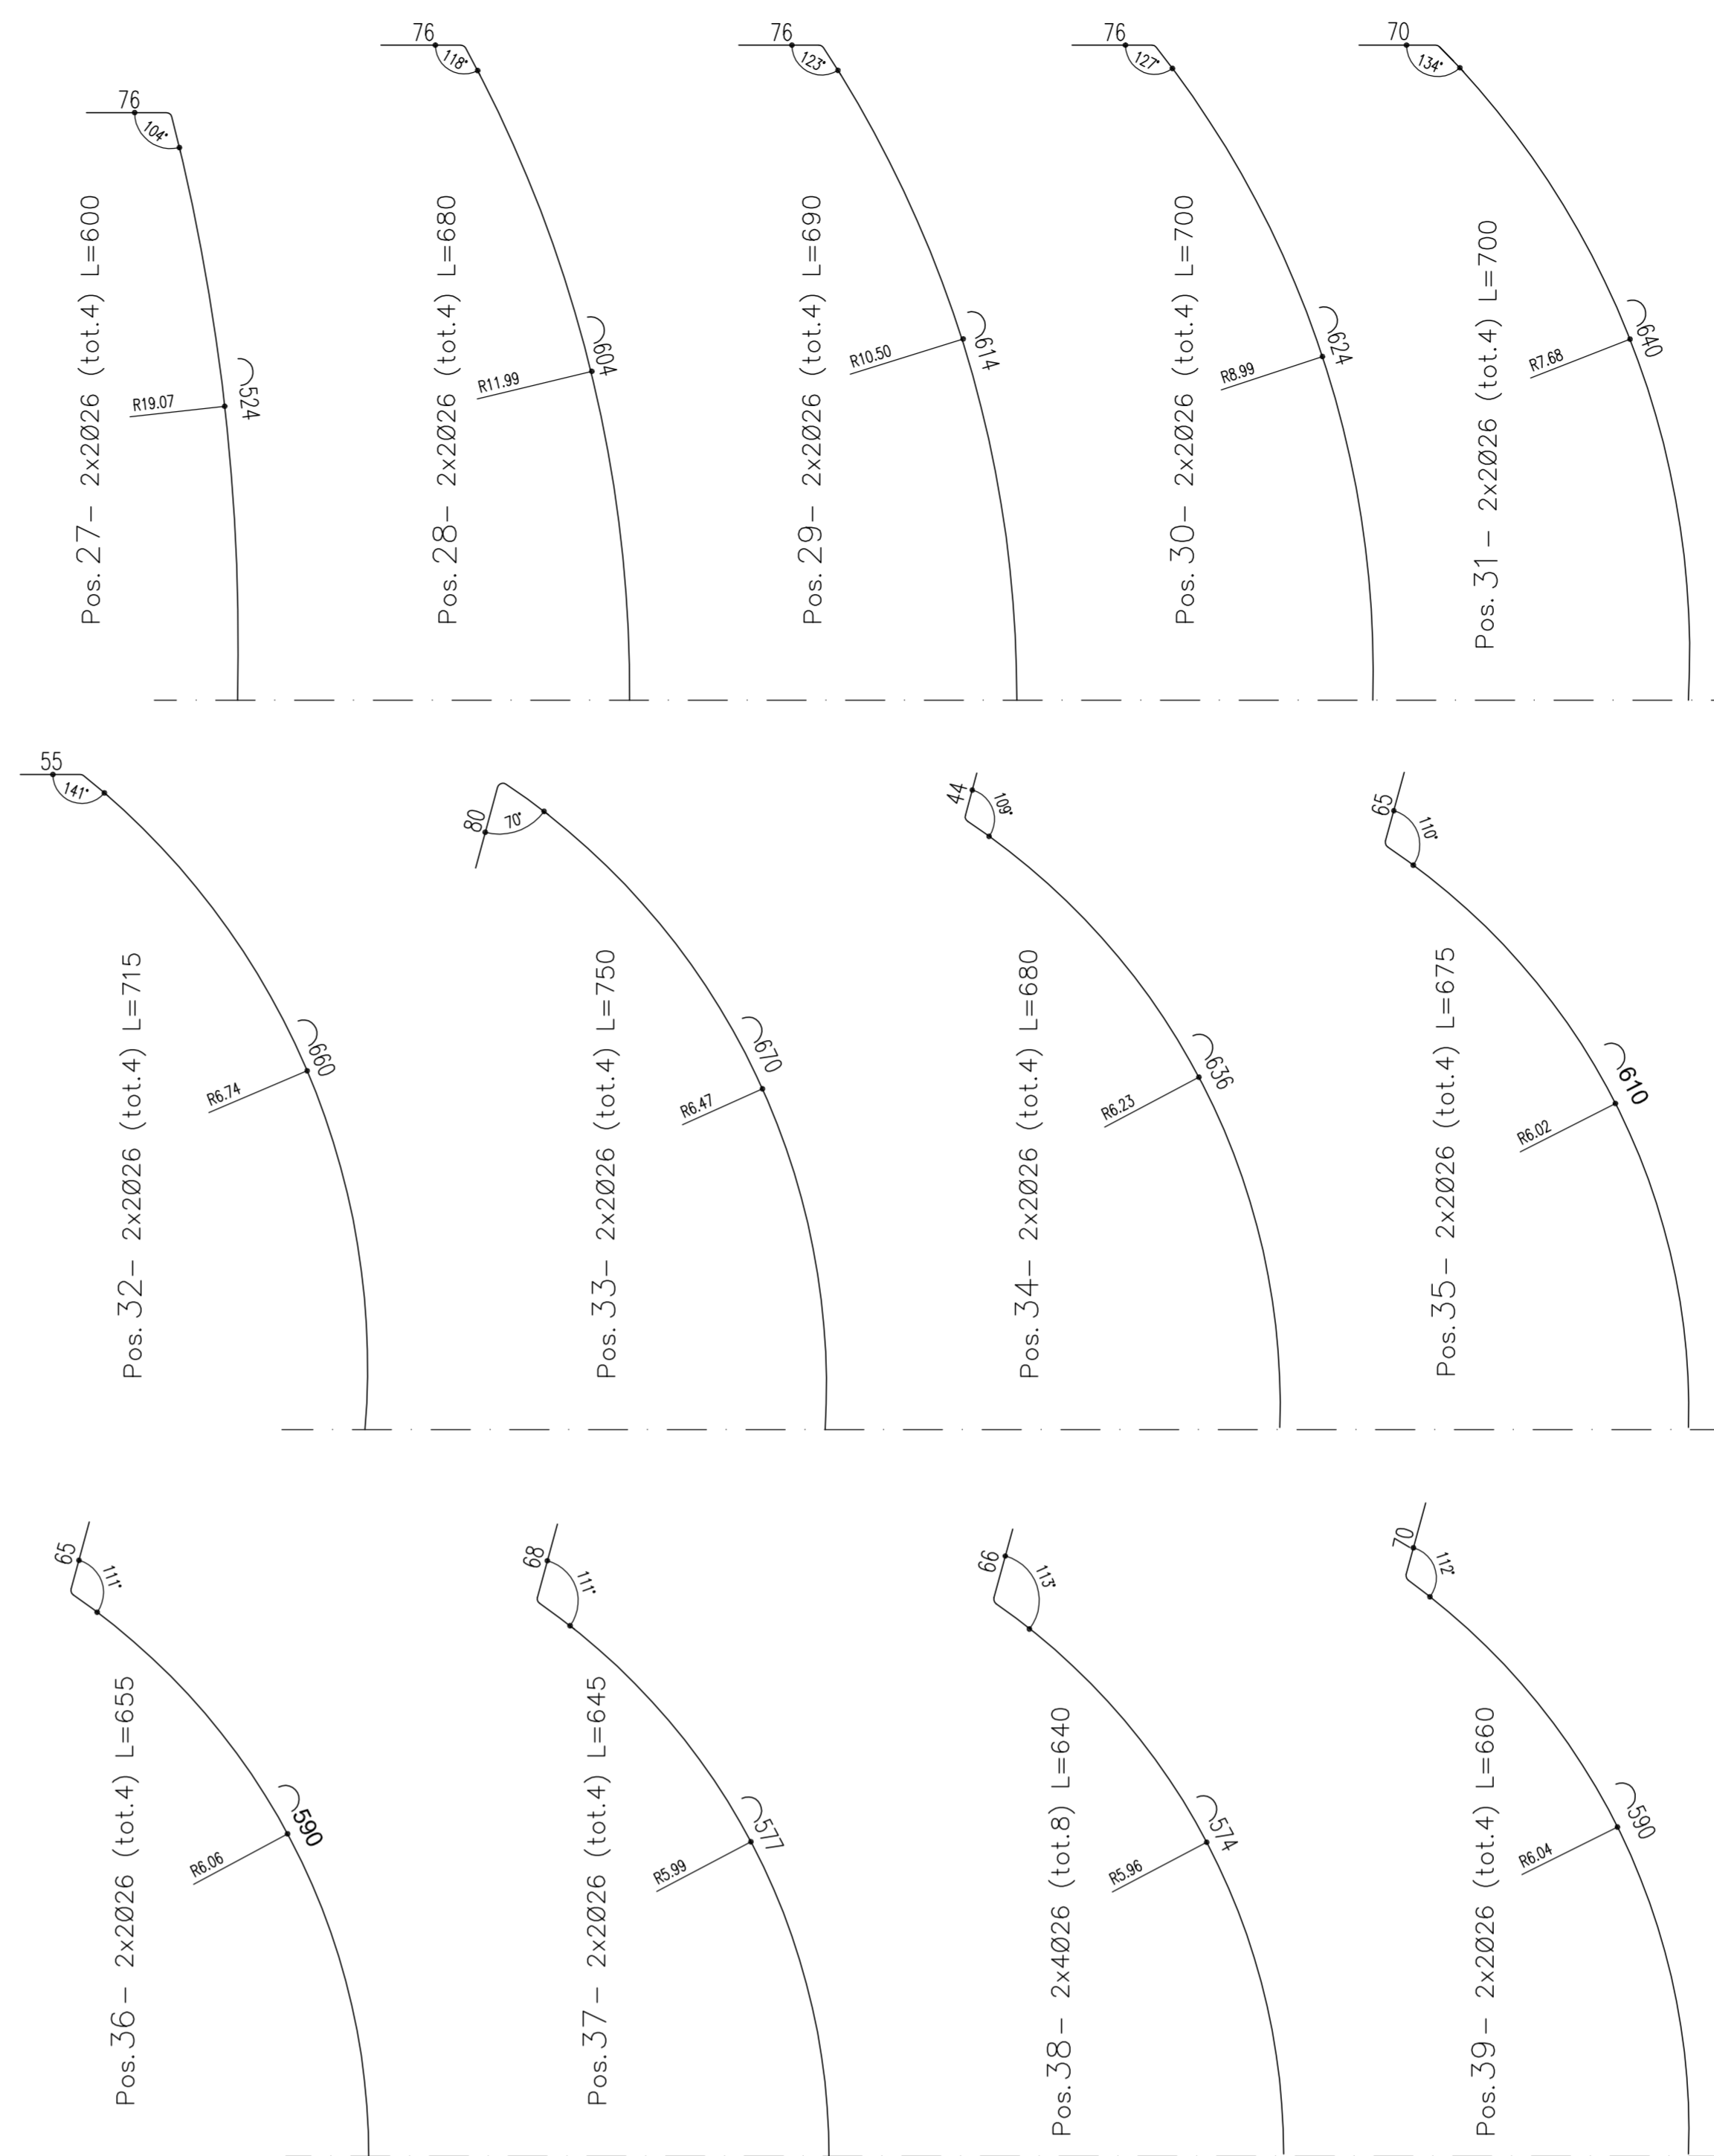 76
104°
R19.07
524
Pos.27- 2x2Ø26 (tot.4) L=600
76
118°
R11.99
604
Pos.28- 2x2Ø26 (tot.4) L=680
76
123°
R10.50
614
Pos.29- 2x2Ø26 (tot.4) L=690
76
127°
R8.99
624
Pos.30- 2x2Ø26 (tot.4) L=700
70
134°
R7.68
640
Pos.31- 2x2Ø26 (tot.4) L=700
55
141°
R6.74
660
Pos.32- 2x2Ø26 (tot.4) L=715
80
70°
R6.47
670
Pos.33- 2x2Ø26 (tot.4) L=750
44
109°
R6.23
636
Pos.34- 2x2Ø26 (tot.4) L=680
65
110°
R6.02
610
Pos.35- 2x2Ø26 (tot.4) L=675
65
111°
R6.06
590
Pos.36- 2x2Ø26 (tot.4) L=655
68
111°
R5.99
577
Pos.37- 2x2Ø26 (tot.4) L=645
66
113°
R5.96
574
Pos.38- 2x4Ø26 (tot.8) L=640
70
112°
R6.04
590
Pos.39- 2x2Ø26 (tot.4) L=660